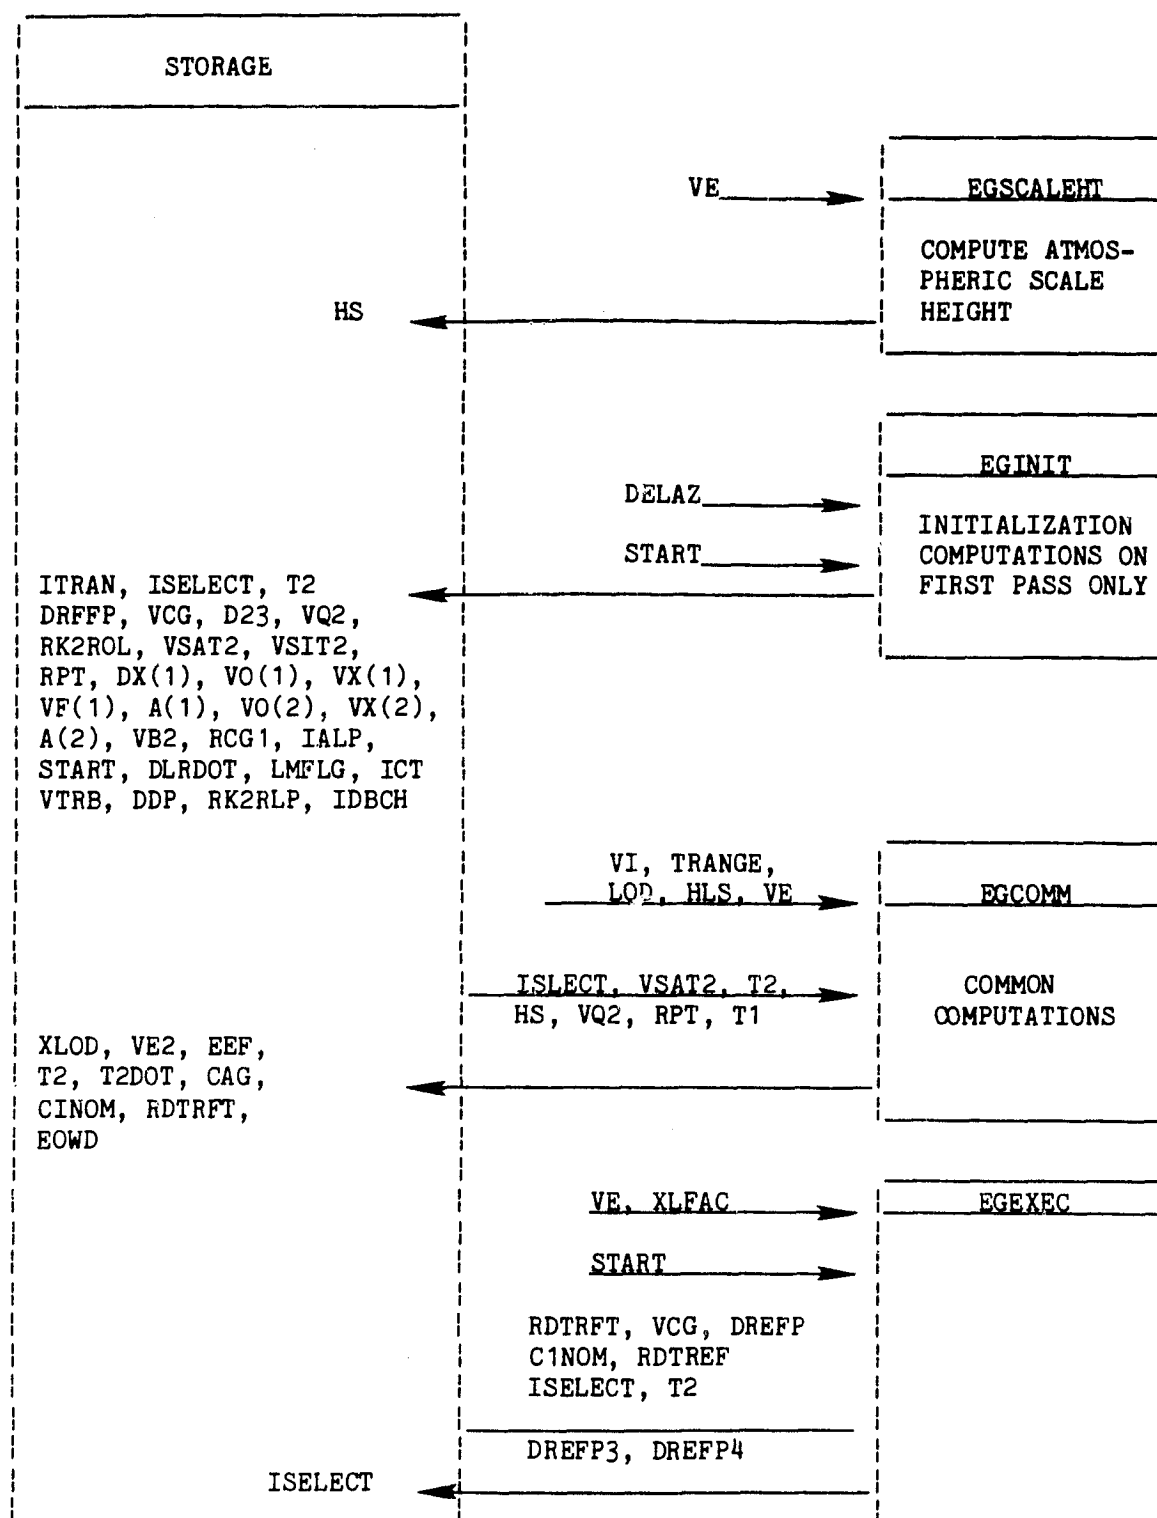 STORAGE
VE
EGSCALEHT
COMPUTE ATMOS-
PHERIC SCALE
HEIGHT
HS
EGINIT
DELAZ
INITIALIZATION
COMPUTATIONS ON
FIRST PASS ONLY
START
ITRAN, ISELECT, T2
DRFFP, VCG, D23, VQ2,
RK2ROL, VSAT2, VSIT2,
RPT, DX(1), VO(1), VX(1),
VF(1), A(1), VO(2), VX(2),
A(2), VB2, RCG1, IALP,
START, DLRDOT, LMFLG, ICT
VTRB, DDP, RK2RLP, IDBCH
VI, TRANGE,
LOD, HLS, VE
EGCOMM
ISLECT, VSAT2, T2,
HS, VQ2, RPT, T1
COMMON
COMPUTATIONS
XLOD, VE2, EEF,
T2, T2DOT, CAG,
CINOM, RDTRFT,
EOWD
VE, XLFAC
EGEXEC
START
RDTRFT, VCG, DREFP
C1NOM, RDTREF
ISELECT, T2
DREFP3, DREFP4
ISELECT